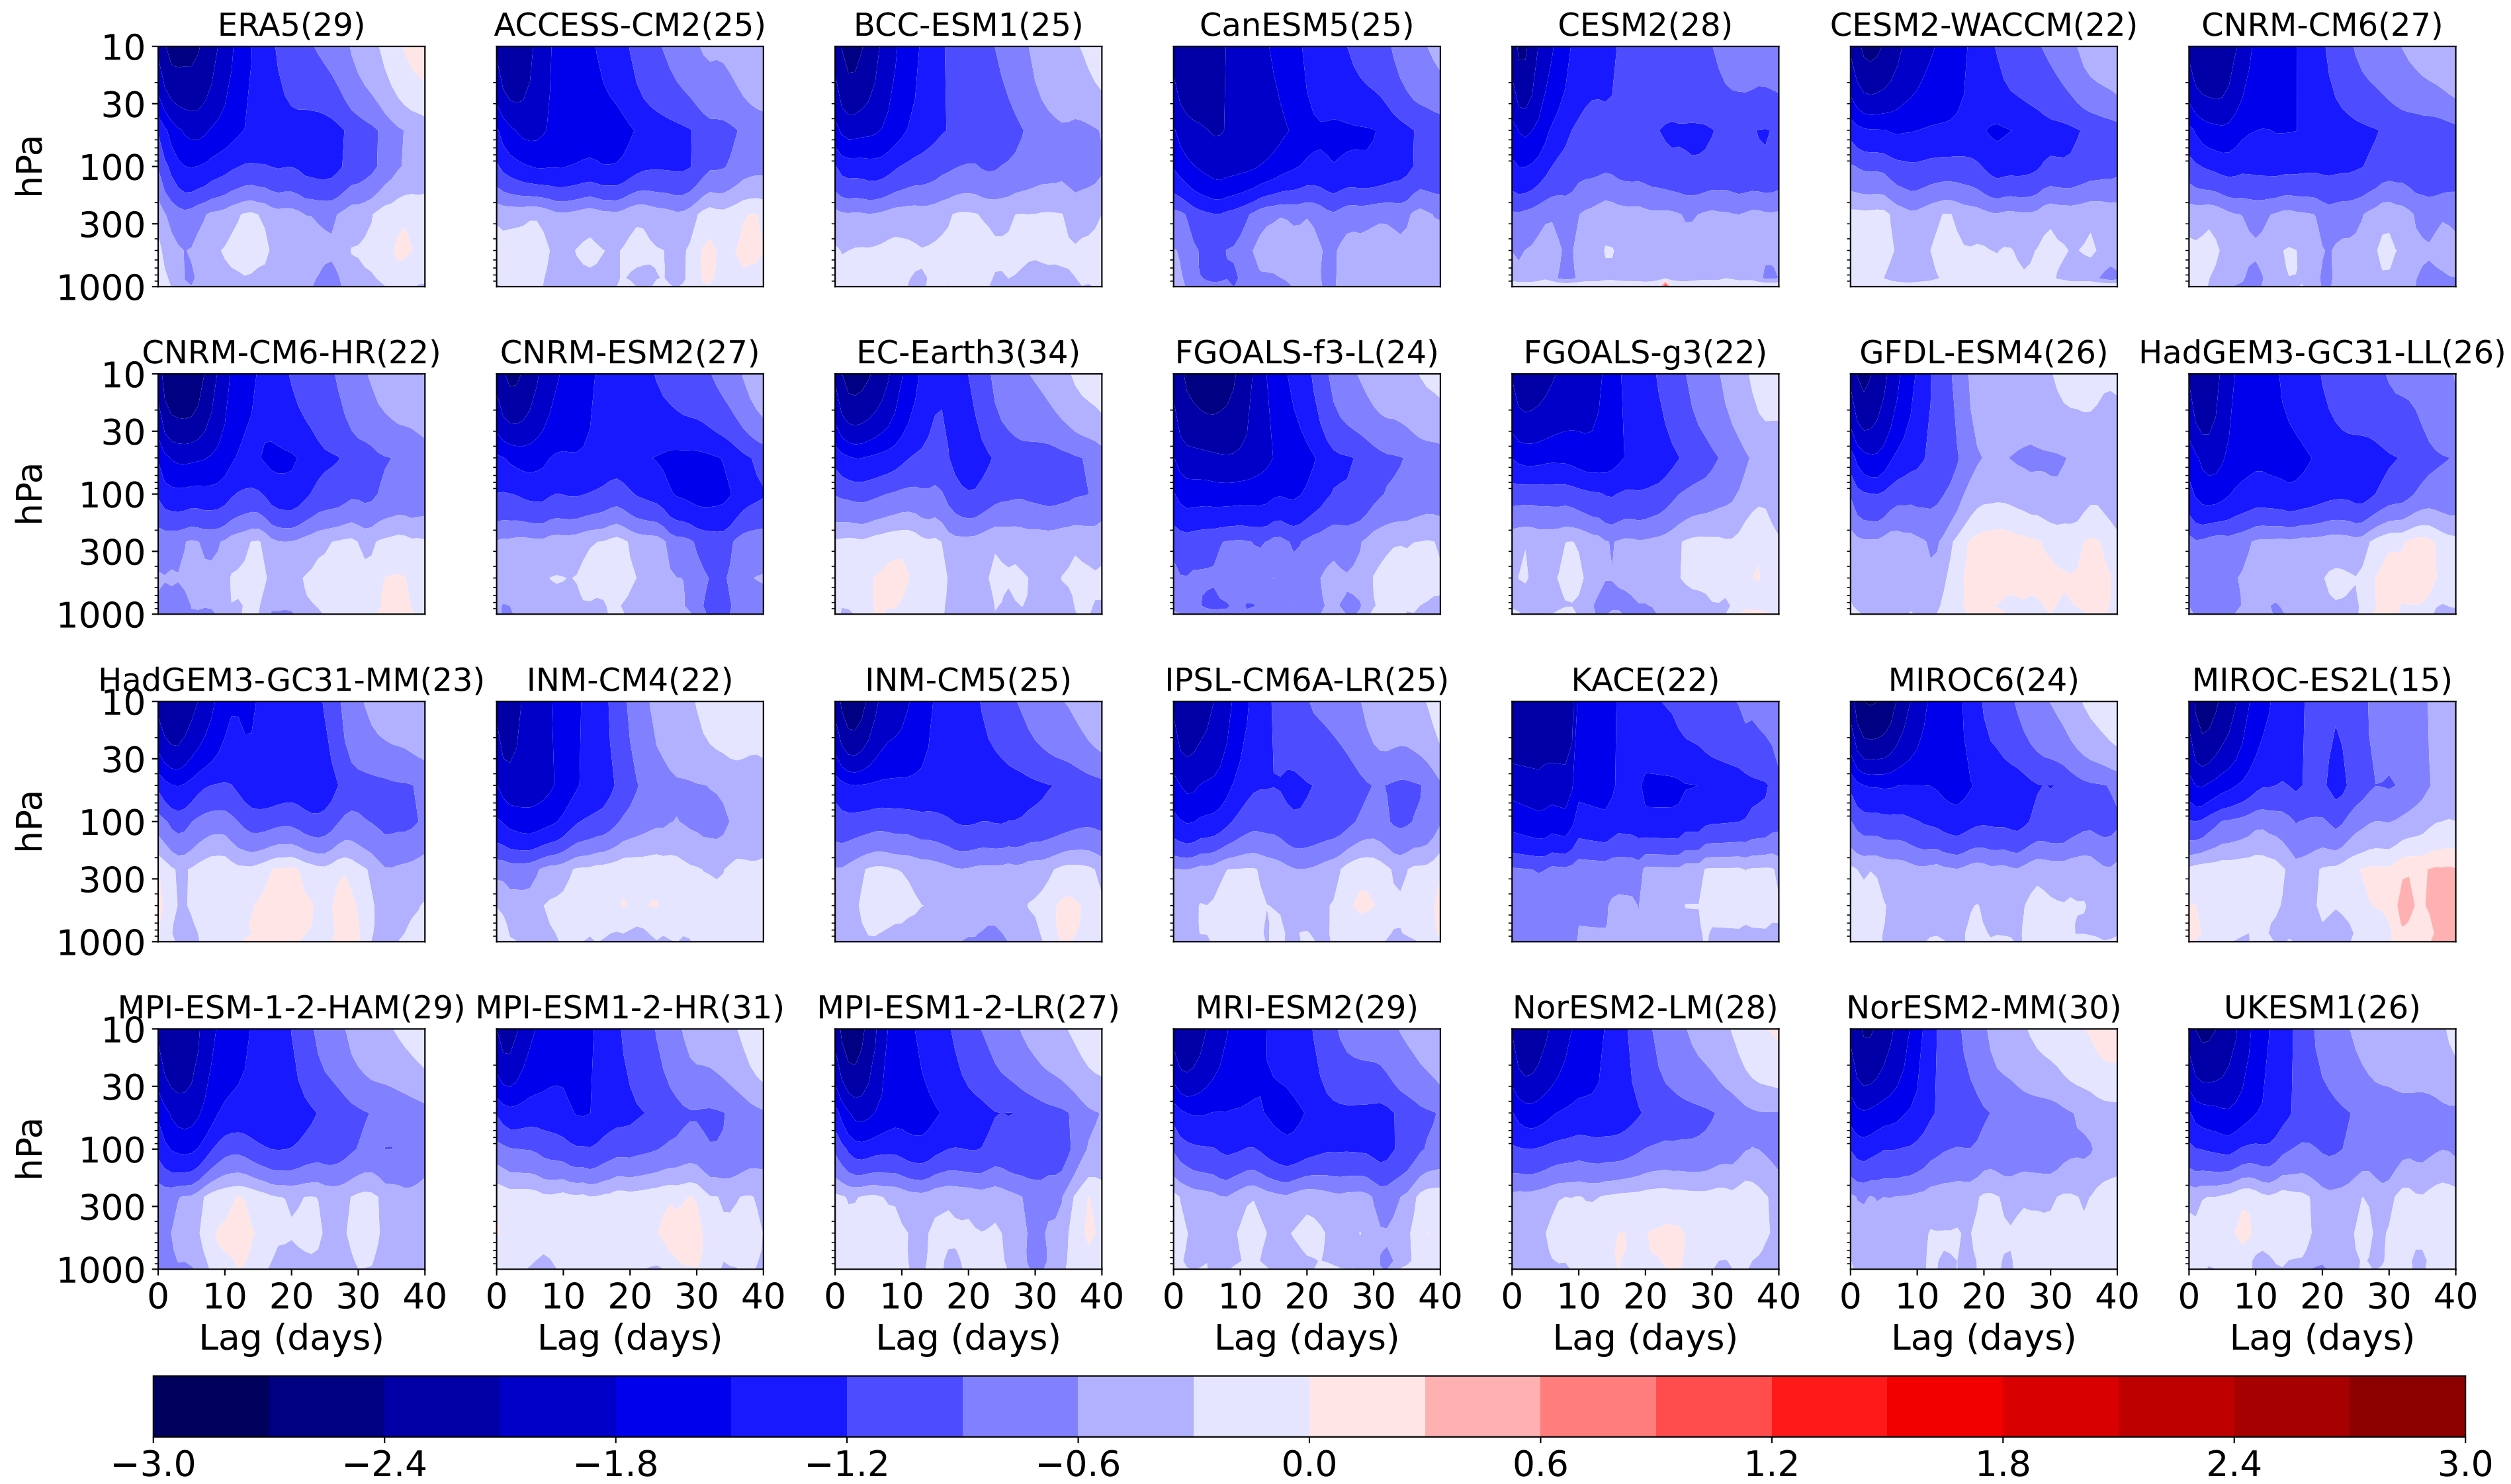 ERA5(29) ACCESS-CM2(25) BCC-ESM1(25) CanESM5(25) CESM2(28) CESM2-WACCM(22) CNRM-CM6(27)
10
30
100
300
1000
hPa
CNRM-CM6-HR(22) CNRM-ESM2(27) EC-Earth3(34) FGOALS-f3-L(24) FGOALS-g3(22) GFDL-ESM4(26) HadGEM3-GC31-LL(26)
10
30
100
300
1000
hPa
HadGEM3-GC31-MM(23) INM-CM4(22) INM-CM5(25) IPSL-CM6A-LR(25) KACE(22) MIROC6(24) MIROC-ES2L(15)
10
30
100
300
1000
hPa
MPI-ESM-1-2-HAM(29) MPI-ESM1-2-HR(31) MPI-ESM1-2-LR(27) MRI-ESM2(29) NorESM2-LM(28) NorESM2-MM(30) UKESM1(26)
10
30
100
300
1000
hPa
0 10 20 30 40 0 10 20 30 40 0 10 20 30 40 0 10 20 30 40 0 10 20 30 40 0 10 20 30 40 0 10 20 30 40
Lag (days) Lag (days) Lag (days) Lag (days) Lag (days) Lag (days) Lag (days)
−3.0 −2.4 −1.8 −1.2 −0.6 0.0 0.6 1.2 1.8 2.4 3.0